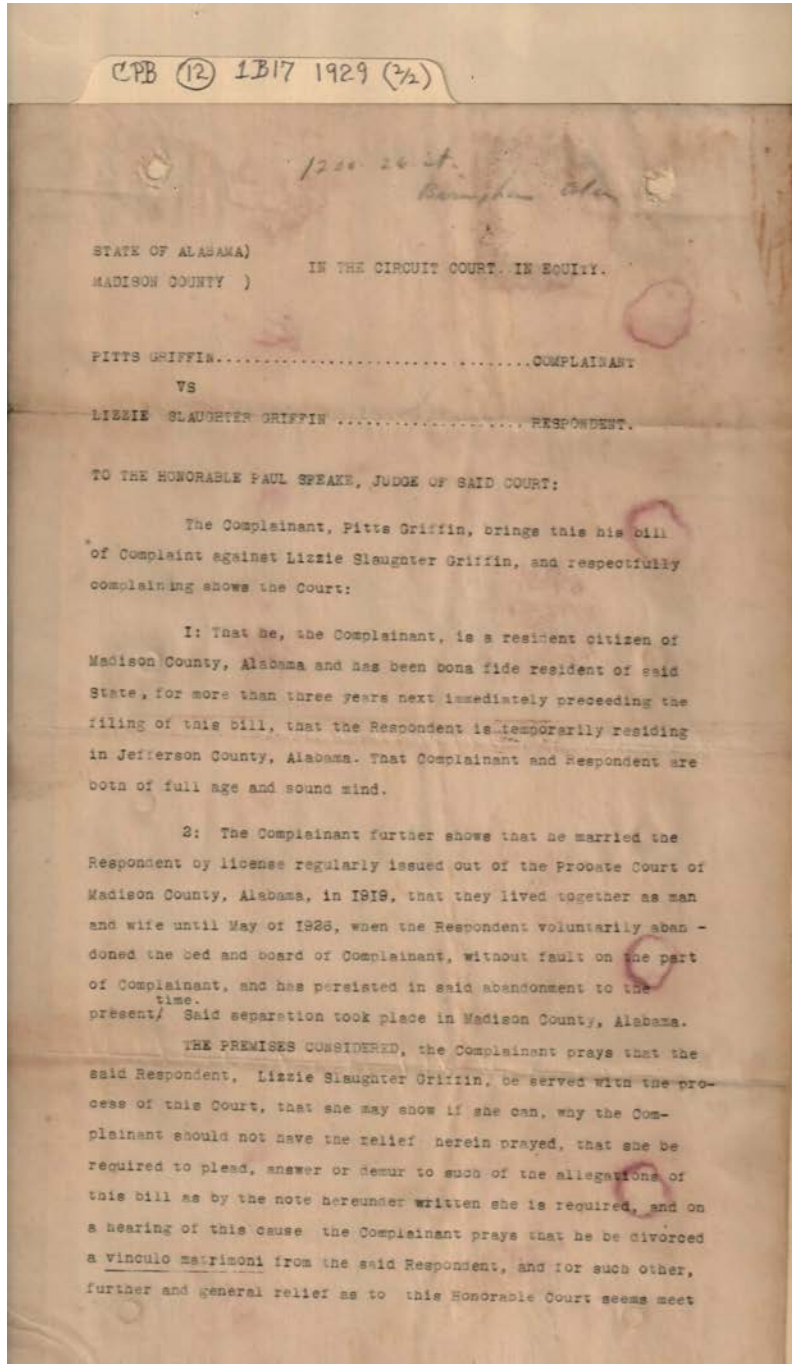 CPB 12 1B17 1929 (2/2)
1200 26 St.
STATE OF ALABAMA)
IN THE CIRCUIT COURT. IN EQUITY.
MADISON COUNTY )
PITTS GRIFFIN..................................COMPLAINANT
VS
LIZZIE SLAUGHTER GRIFFIN .................... RESPONDENT.
TO THE HONORABLE PAUL SPEAKE, JUDGE OF SAID COURT:
The Complainant, Pitts Griffin, brings this his bill
of Complaint against Lizzie Slaughter Griffin, and respectfully
complaining shows the Court:
I: That he, the Complainant, is a resident citizen of
Madison County, Alabama and has been bona fide resident of said
State, for more than three years next immediately preceeding the
filing of this bill, that the Respondent is temporarily residing
in Jefferson County, Alabama. That Complainant and Respondent are
both of full age and sound mind.
2: The Complainant further shows that he married the
Respondent by license regularly issued out of the Probate Court of
Madison County, Alabama, in I9I9, that they lived together as man
and wife until May of I926, when the Respondent voluntarily aban -
doned the bed and board of Complainant, without fault on the part
of Complainant, and has persisted in said abandonment to the
time.
present/ Said separation took place in Madison County, Alabama.
THE PREMISES CONSIDERED, the Complainant prays that the
said Respondent, Lizzie Slaughter Griffin, be served with the pro-
cess of this Court, that she may show if she can, why the Com-
plainant should not have the relief herein prayed, that she be
required to plead, answer or demur to such of the allegations of
this bill as by the note hereunder written she is required, and on
a hearing of this cause the Complainant prays that he be divorced
a vinculo matrimoni from the said Respondent, and for such other,
further and general relief as to this Honorable Court seems meet